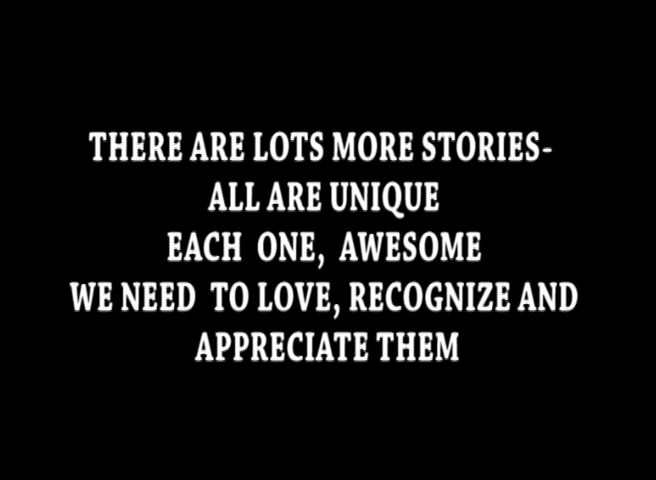 THERE ARE LOTS MORE STORIES-
ALL ARE UNIQUE
EACH  ONE,  AWESOME
WE NEED  TO LOVE, RECOGNIZE AND
APPRECIATE THEM